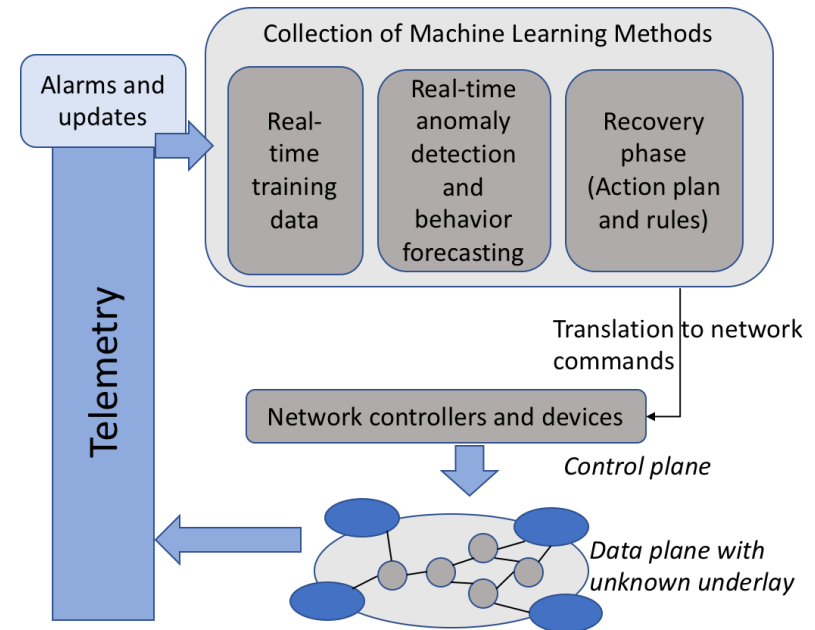 Collection of Machine Learning Methods
Alarms and
updates
Real-
time
training
data
Real-time
anomaly
detection
and
behavior
forecasting
Recovery
phase
(Action plan
and rules)
Telemetry
Translation to network
commands
Network controllers and devices
Control plane
Data plane with
unknown underlay